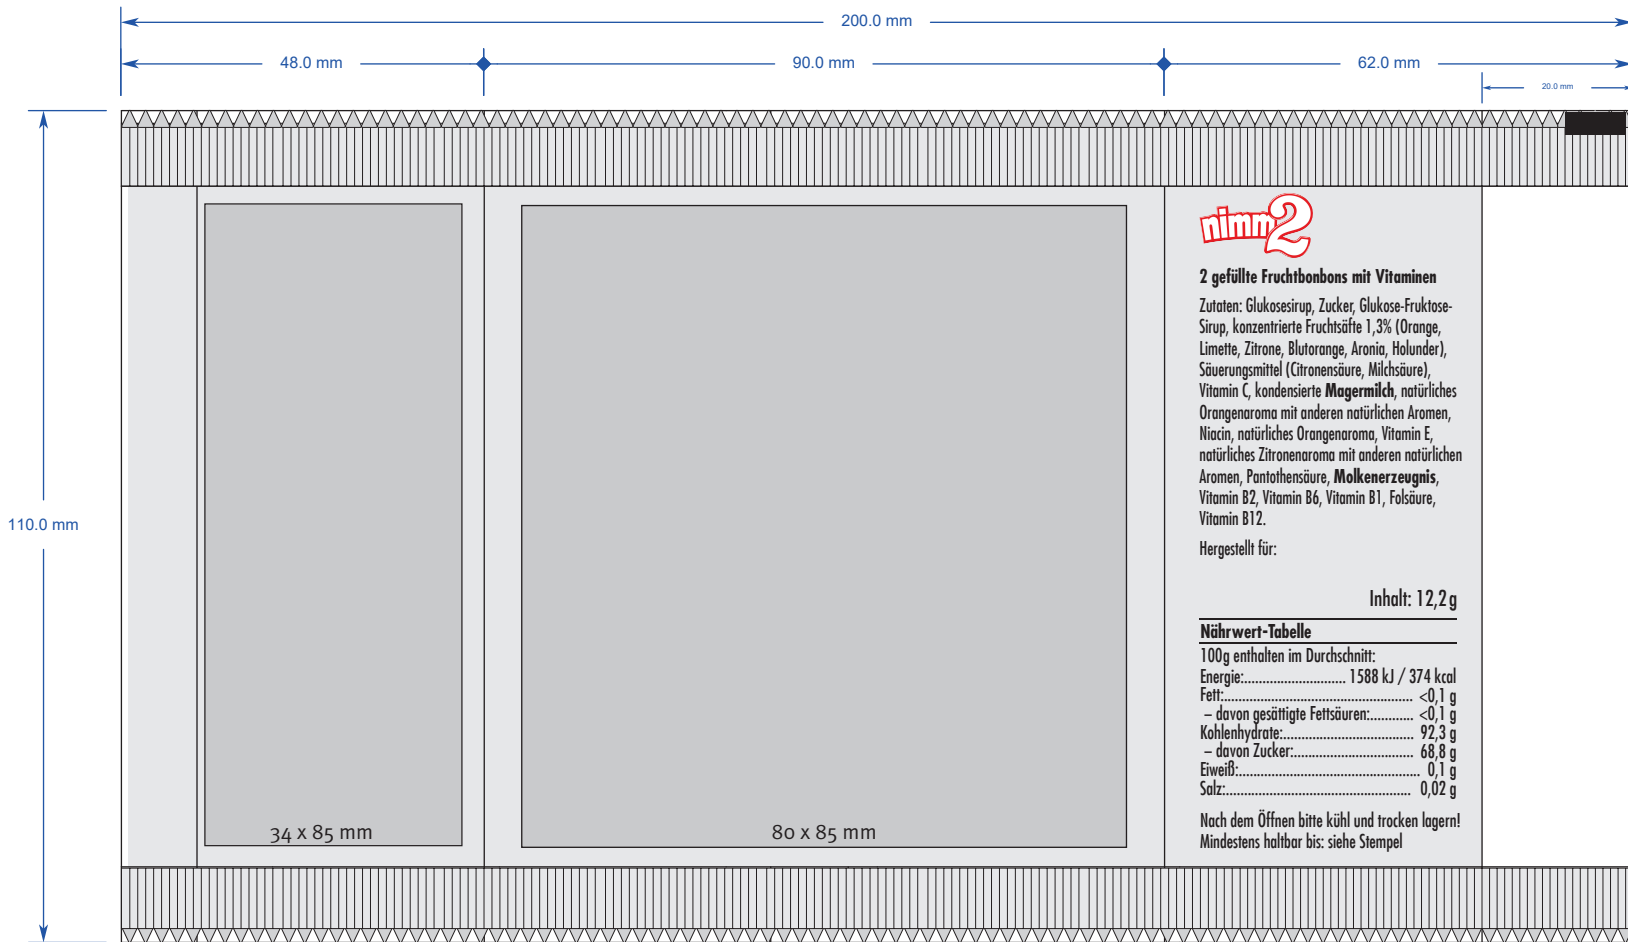 200.0 mm
48.0 mm
90.0 mm
62.0 mm
20.0 mm
110.0 mm
nimm2
2 gefüllte Fruchtbonbons mit Vitaminen
Zutaten: Glukosesirup, Zucker, Glukose-Fruktose-
Sirup, konzentrierte Fruchtsäfte 1,3% (Orange,
Limette, Zitrone, Blutorange, Aronia, Holunder),
Säuerungsmittel (Citronensäure, Milchsäure),
Vitamin C, kondensierte Magermilch, natürliches
Orangenaroma mit anderen natürlichen Aromen,
Niacin, natürliches Orangenaroma, Vitamin E,
natürliches Zitronenaroma mit anderen natürlichen
Aromen, Pantothensäure, Molkenerzeugnis,
Vitamin B2, Vitamin B6, Vitamin B1, Folsäure,
Vitamin B12.
Hergestellt für:
Inhalt: 12,2 g
Nährwert-Tabelle
100g enthalten im Durchschnitt:
Energie:............................ 1588 kJ / 374 kcal
Fett:.................................................... <0,1 g
– davon gesättigte Fettsäuren:............ <0,1 g
Kohlenhydrate:.................................... 92,3 g
– davon Zucker:................................. 68,8 g
Eiweiß:.................................................. 0,1 g
Salz:................................................... 0,02 g
Nach dem Öffnen bitte kühl und trocken lagern!
Mindestens haltbar bis: siehe Stempel
34 x 85 mm
80 x 85 mm